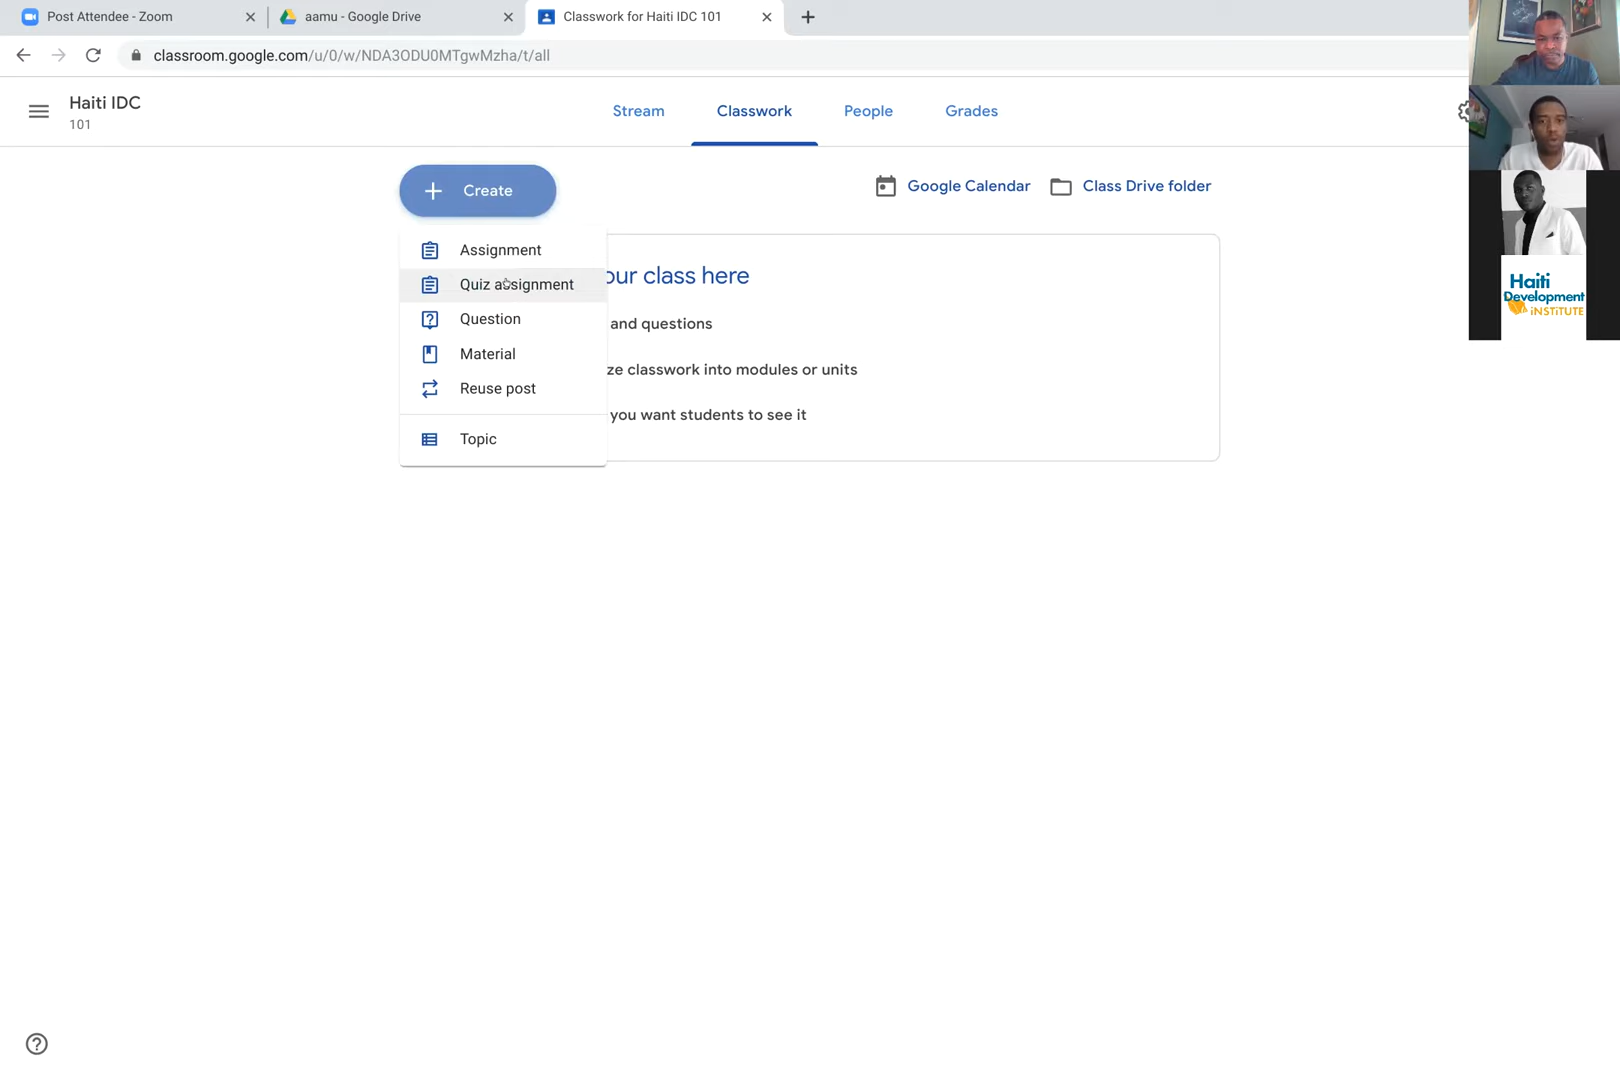 Post Attendee - Zoom
aamu - Google Drive
Classwork for Haiti IDC 101
classroom.google.com/u/0/w/NDA3ODU0MTgwMzha/t/all
Haiti IDC
101
Stream
Classwork
People
Grades
Create
Google Calendar
Class Drive folder
Assignment
Quiz assignment
Question
Material
Reuse post
Topic
our class here
and questions
ze classwork into modules or units
you want students to see it
Haiti
Development
iNSTiTUTE